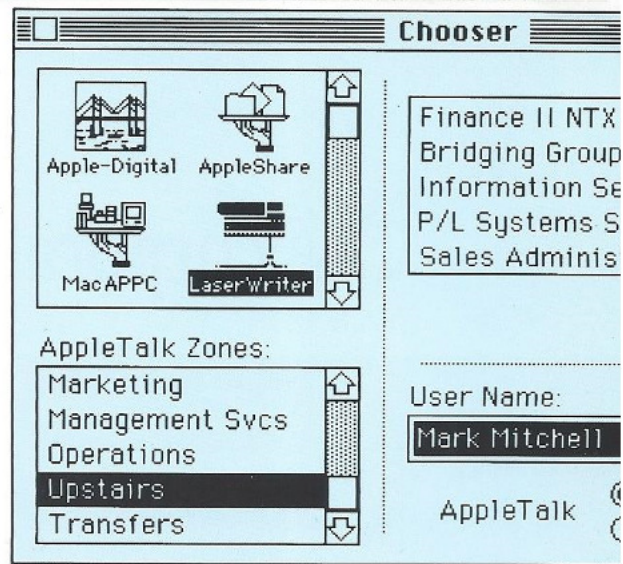 Chooser
Apple-Digital AppleShare
MacAPPC LaserWriter
AppleTalk Zones:
Marketing
Management Svcs
Operations
Upstairs
Transfers
Finance II NTX
Bridging Group
Information Se
P/L Systems S
Sales Adminis
User Name:
Mark Mitchell
AppleTalk